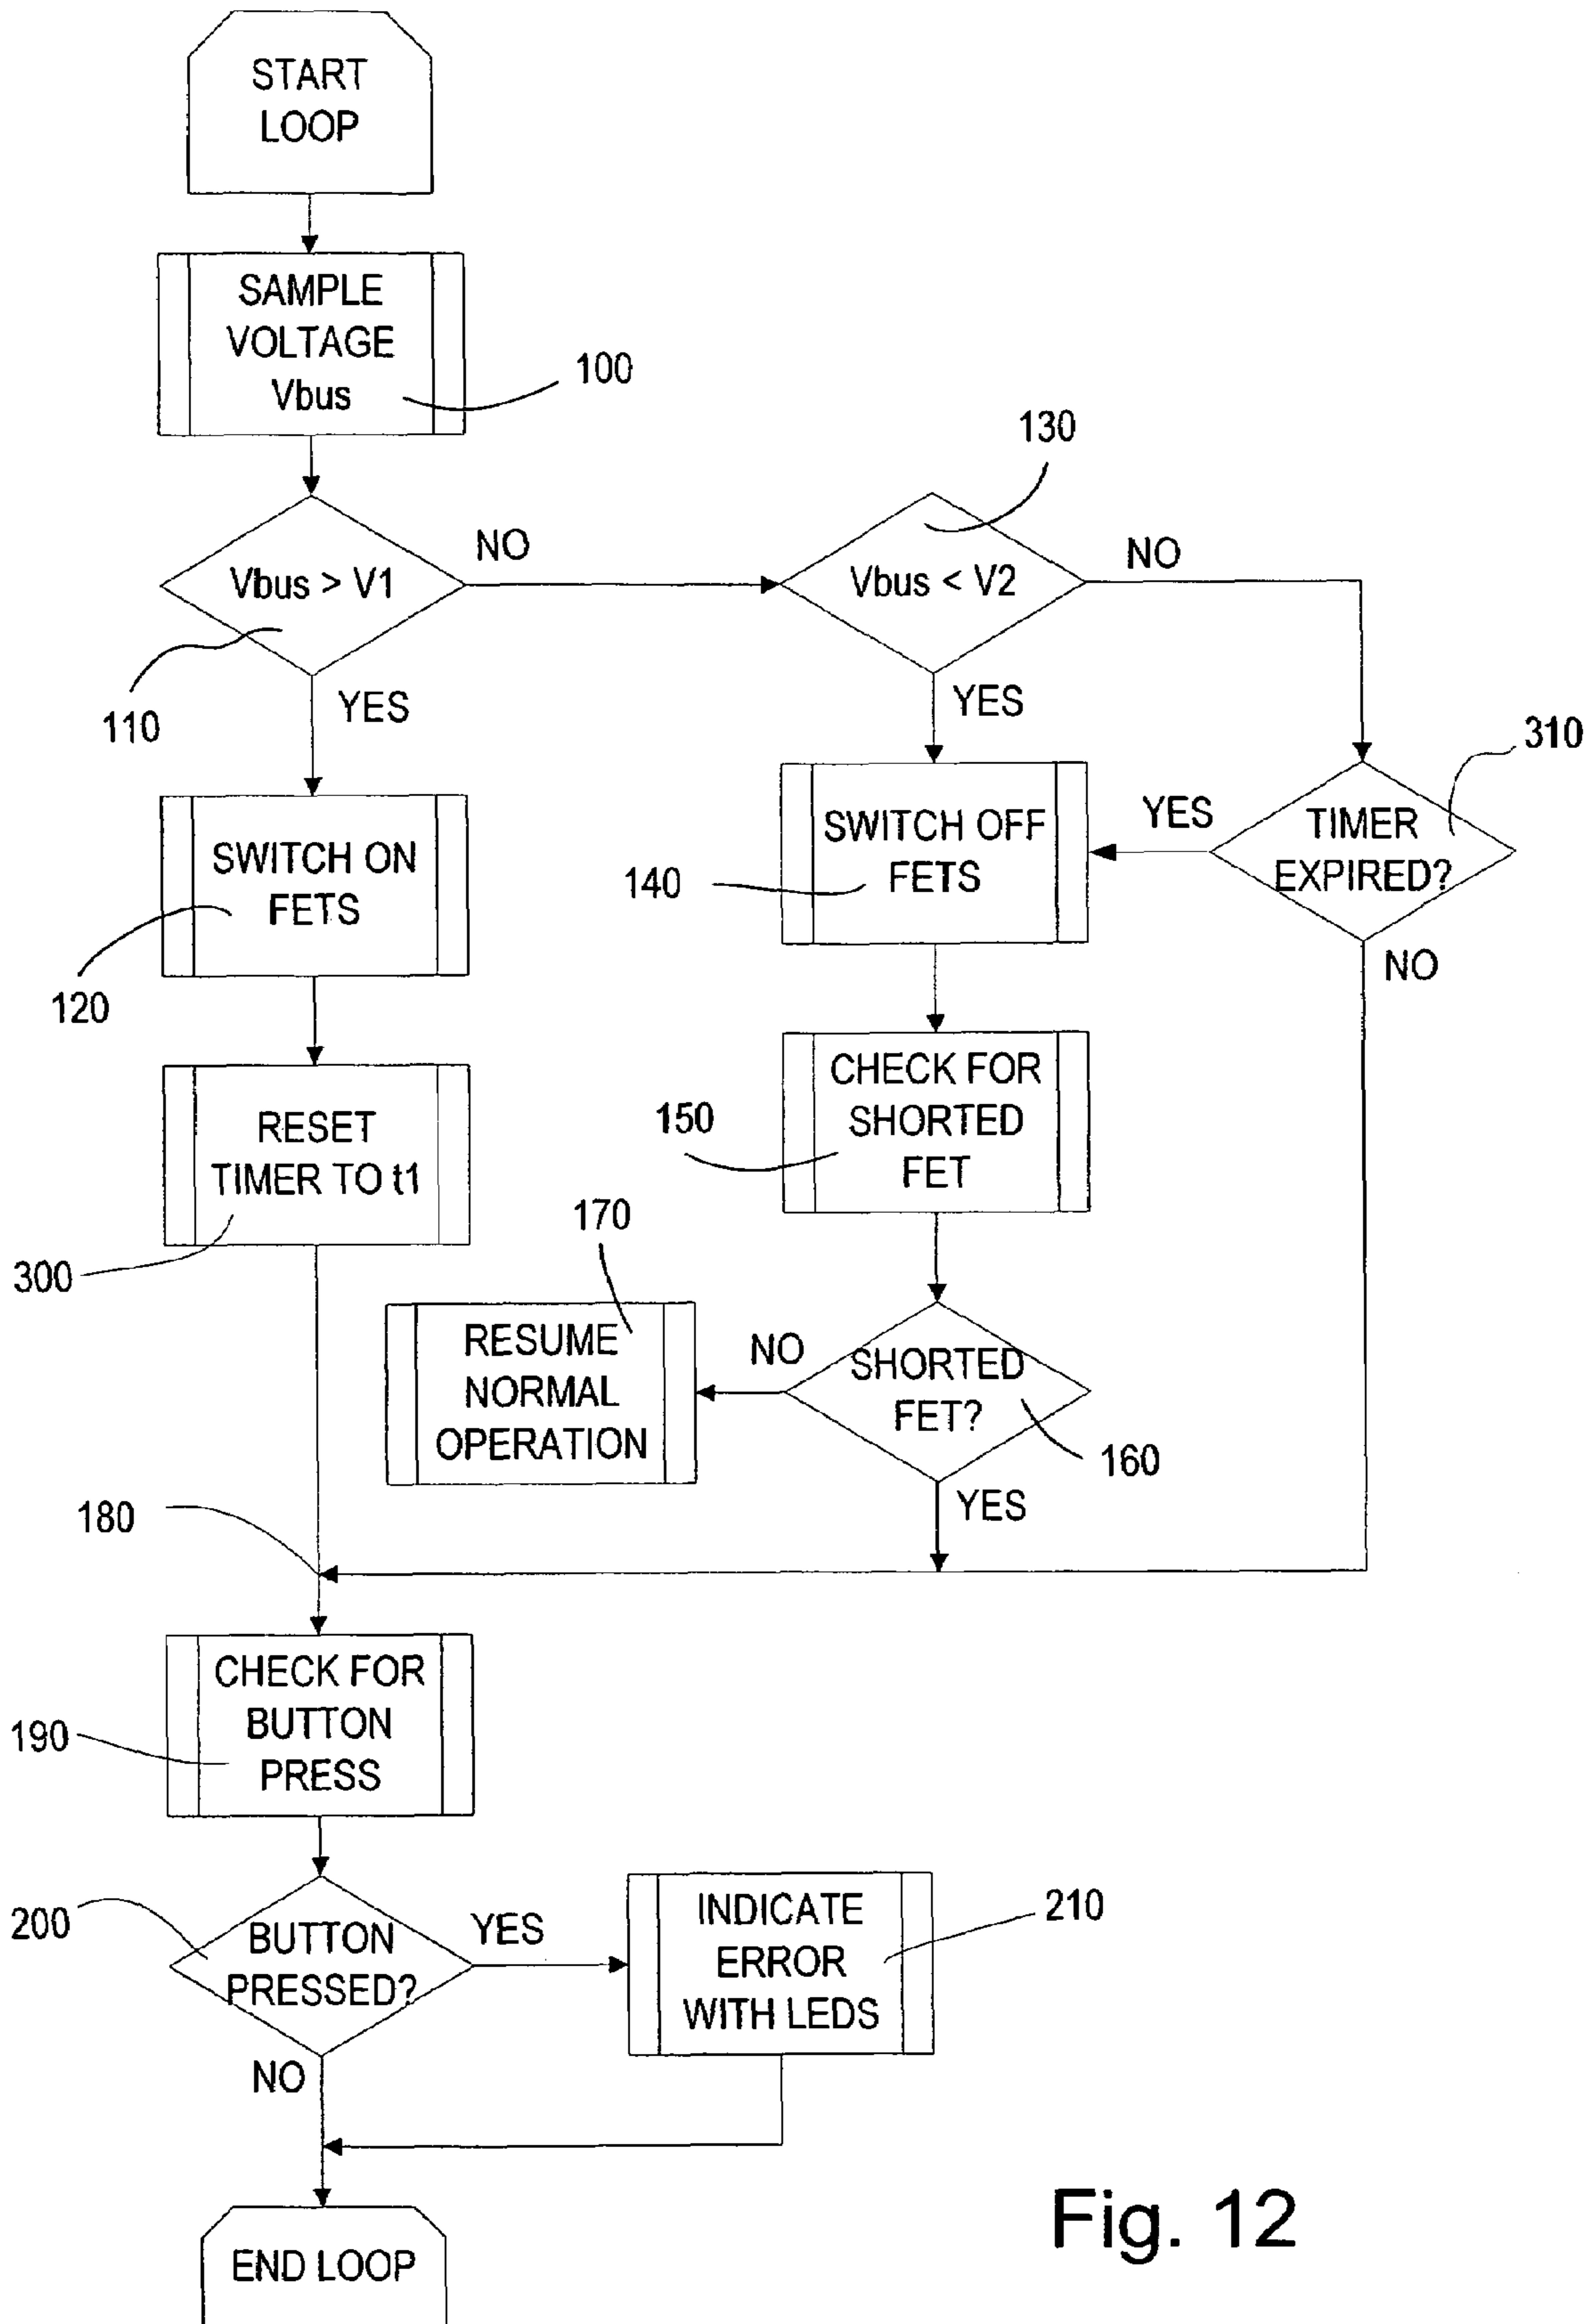 START
LOOP
SAMPLE
VOLTAGE
Vbus
100
130
Vbus > V1
NO
Vbus < V2
NO
110
YES
YES
310
SWITCH ON
FETS
120
SWITCH OFF
FETS
140
YES
TIMER
EXPIRED?
NO
RESET
TIMER TO t1
300
CHECK FOR
SHORTED
FET
150
170
RESUME
NORMAL
OPERATION
NO
SHORTED
FET?
160
YES
180
CHECK FOR
BUTTON
PRESS
190
200
BUTTON
PRESSED?
YES
INDICATE
ERROR
WITH LEDS
210
NO
END LOOP
Fig. 12